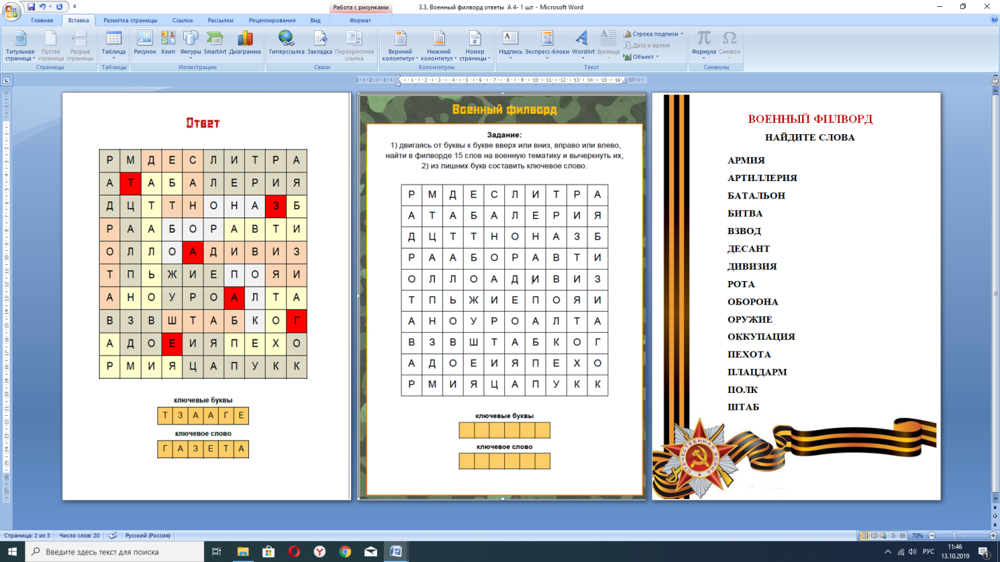 Работа с рисунками
3.3. Военный филворд ответы А 4- 1 шт - Microsoft Word
Главная Вставка Разметка страницы Ссылки Рассылки Рецензирование Вид Формат
Титульная страница Пустая страница Разрыв страницы
Таблица
Рисунок Клип Фигуры SmartArt Диаграмма
Гиперссылка Закладка Перекрестная ссылка
Верхний колонтитул Нижний колонтитул Номер страницы
Надпись Экспресс-блоки WordArt Буквица
Строка подписи
Дата и время
Объект
Формула Символ
Страницы Таблицы Иллюстрации Связи Колонтитулы Текст Символы
Ответ
Р М Д Е С Л И Т Р А
А Т А Б А Л Е Р И Я
Д Ц Т Т Н О Н А З Б
Р А А Б О Р А В Т И
О Л Л О А Д И В И З
Т П Ь Ж И Е П О Я И
А Н О У Р О А Л Т А
В З В Ш Т А Б К О Г
А Д О Е И Я П Е Х О
Р М И Я Ц А П У К К
ключевые буквы
Т З А А Г Е
ключевое слово
Г А З Е Т А
Военный филворд
Задание:
1) двигаясь от буквы к букве вверх или вниз, вправо или влево,
найти в филворде 15 слов на военную тематику и вычеркнуть их,
2) из лишних букв составить ключевое слово.
Р М Д Е С Л И Т Р А
А Т А Б А Л Е Р И Я
Д Ц Т Т Н О Н А З Б
Р А А Б О Р А В Т И
О Л Л О А Д И В И З
Т П Ь Ж И Е П О Я И
А Н О У Р О А Л Т А
В З В Ш Т А Б К О Г
А Д О Е И Я П Е Х О
Р М И Я Ц А П У К К
ключевые буквы
ключевое слово
ВОЕННЫЙ ФИЛВОРД
НАЙДИТЕ СЛОВА
АРМИЯ
АРТИЛЛЕРИЯ
БАТАЛЬОН
БИТВА
ВЗВОД
ДЕСАНТ
ДИВИЗИЯ
РОТА
ОБОРОНА
ОРУЖИЕ
ОККУПАЦИЯ
ПЕХОТА
ПЛАЦДАРМ
ПОЛК
ШТАБ
ОТЕЧЕСТВЕННАЯ ВОЙНА
Страница: 2 из 3 Число слов: 20 Русский (Россия) 70%
Введите здесь текст для поиска
РУС
11:46
13.10.2019